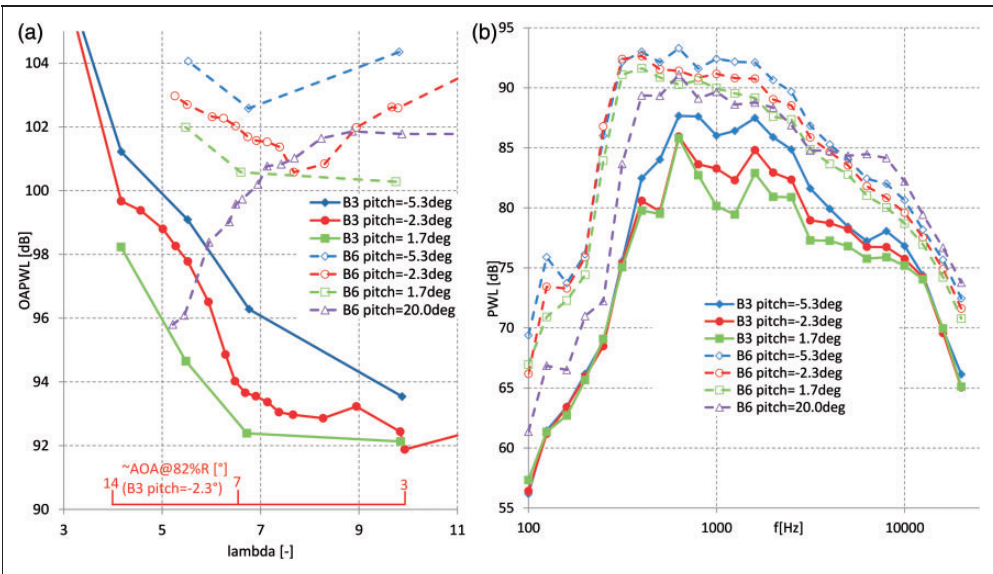 (a)
104
102
100
98
96
94
92
90
OAPWL [dB]
B3 pitch=-5.3deg
B3 pitch=-2.3deg
B3 pitch= 1.7deg
B6 pitch=-5.3deg
B6 pitch=-2.3deg
B6 pitch= 1.7deg
B6 pitch=20.0deg
~AOA@82%R [°]
(B3 pitch=-2.3°)
14
7
3
3
5
7
9
11
lambda [-]
(b)
95
90
85
80
75
70
65
60
55
PWL [dB]
B3 pitch=-5.3deg
B3 pitch=-2.3deg
B3 pitch= 1.7deg
B6 pitch=-5.3deg
B6 pitch=-2.3deg
B6 pitch= 1.7deg
B6 pitch=20.0deg
100
1000
10000
f[Hz]